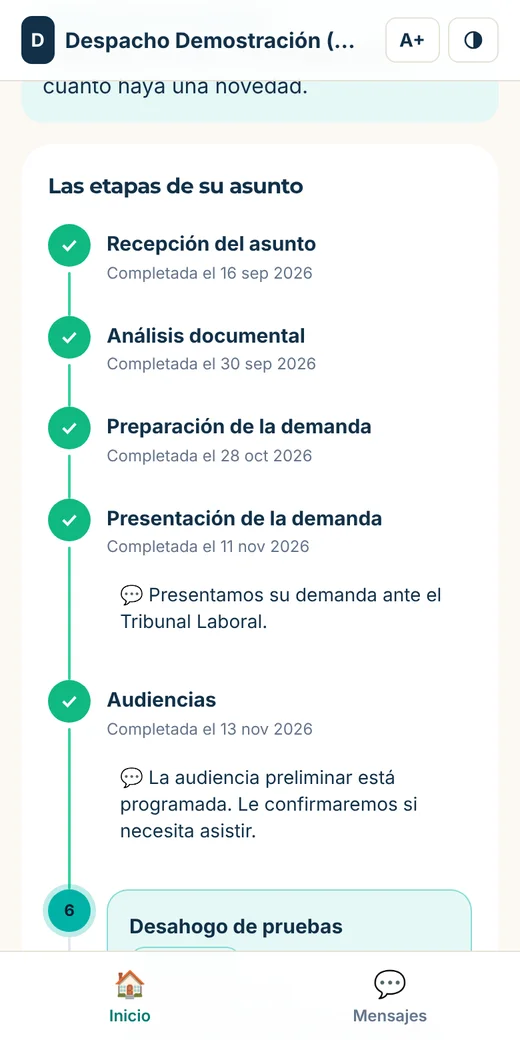 D Despacho Demostración (... A+
cuanto haya una novedad.
Las etapas de su asunto
Recepción del asunto
Completada el 16 sep 2026
Análisis documental
Completada el 30 sep 2026
Preparación de la demanda
Completada el 28 oct 2026
Presentación de la demanda
Completada el 11 nov 2026
💬 Presentamos su demanda ante el
Tribunal Laboral.
Audiencias
Completada el 13 nov 2026
💬 La audiencia preliminar está
programada. Le confirmaremos si
necesita asistir.
6
Desahogo de pruebas
Inicio
Mensajes